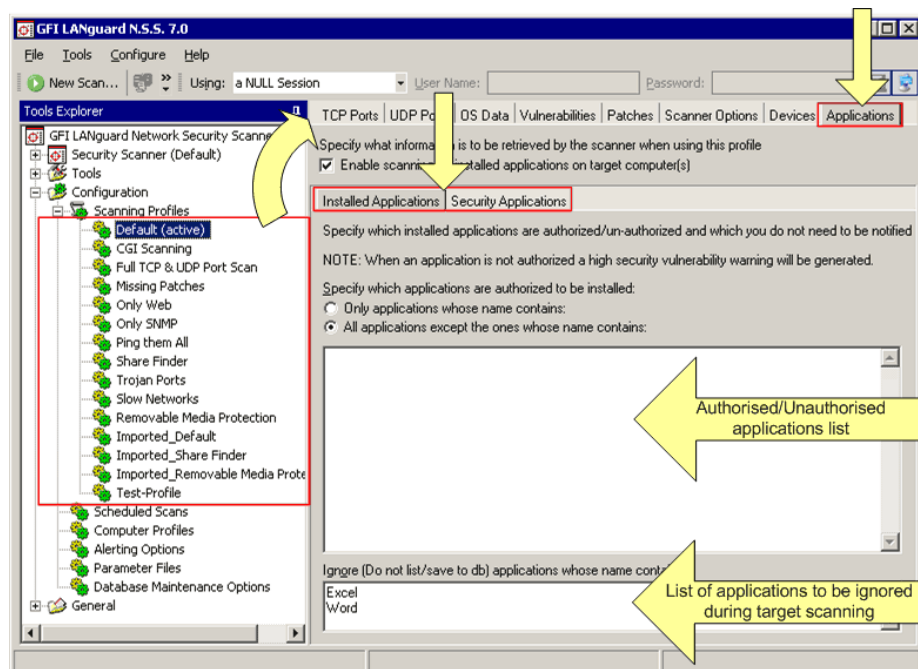 GFI LANguard N.S.S. 7.0
File Tools Configure Help
New Scan... Using: a NULL Session User Name: Password:
Tools Explorer
TCP Ports UDP Po OS Data Vulnerabilities Patches Scanner Options Devices Applications
GFI LANguard Network Security Scanne
Security Scanner (Default)
Tools
Configuration
Scanning Profiles
Default (active)
CGI Scanning
Full TCP & UDP Port Scan
Missing Patches
Only Web
Only SNMP
Ping them All
Share Finder
Trojan Ports
Slow Networks
Removable Media Protection
Imported_Default
Imported_Share Finder
Imported_Removable Media Prote
Test-Profile
Scheduled Scans
Computer Profiles
Alerting Options
Parameter Files
Database Maintenance Options
General
Specify what information is to be retrieved by the scanner when using this profile
Enable scanning installed applications on target computer(s)
Installed Applications Security Applications
Specify which installed applications are authorized/un-authorized and which you do not need to be notified
NOTE: When an application is not authorized a high security vulnerability warning will be generated.
Specify which applications are authorized to be installed:
Only applications whose name contains:
All applications except the ones whose name contains:
Authorised/Unauthorised
applications list
Ignore (Do not list/save to db) applications whose name conta
Excel
Word
List of applications to be ignored
during target scanning